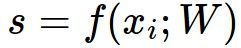 s = f(x_i; W)